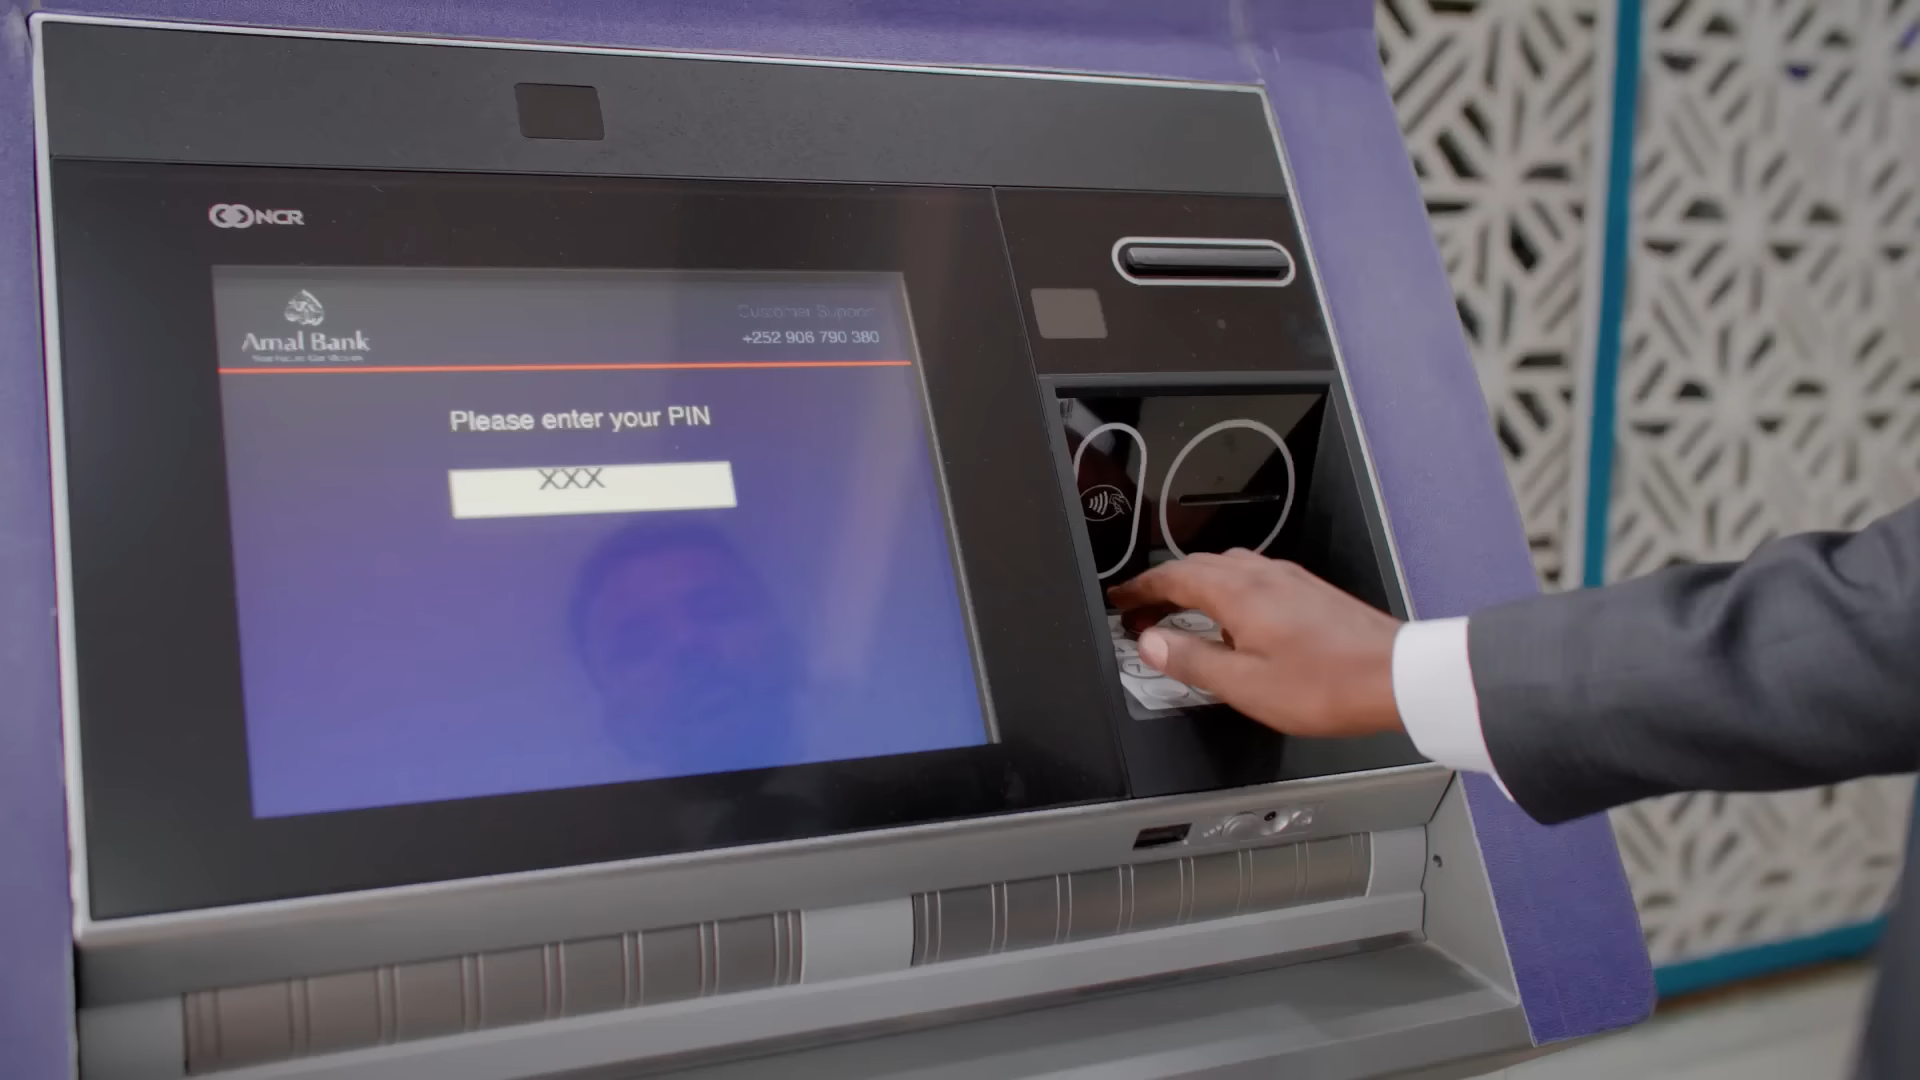 NCR
Amal Bank
Customer Support
+252 906 790 380
Please enter your PIN
XXX